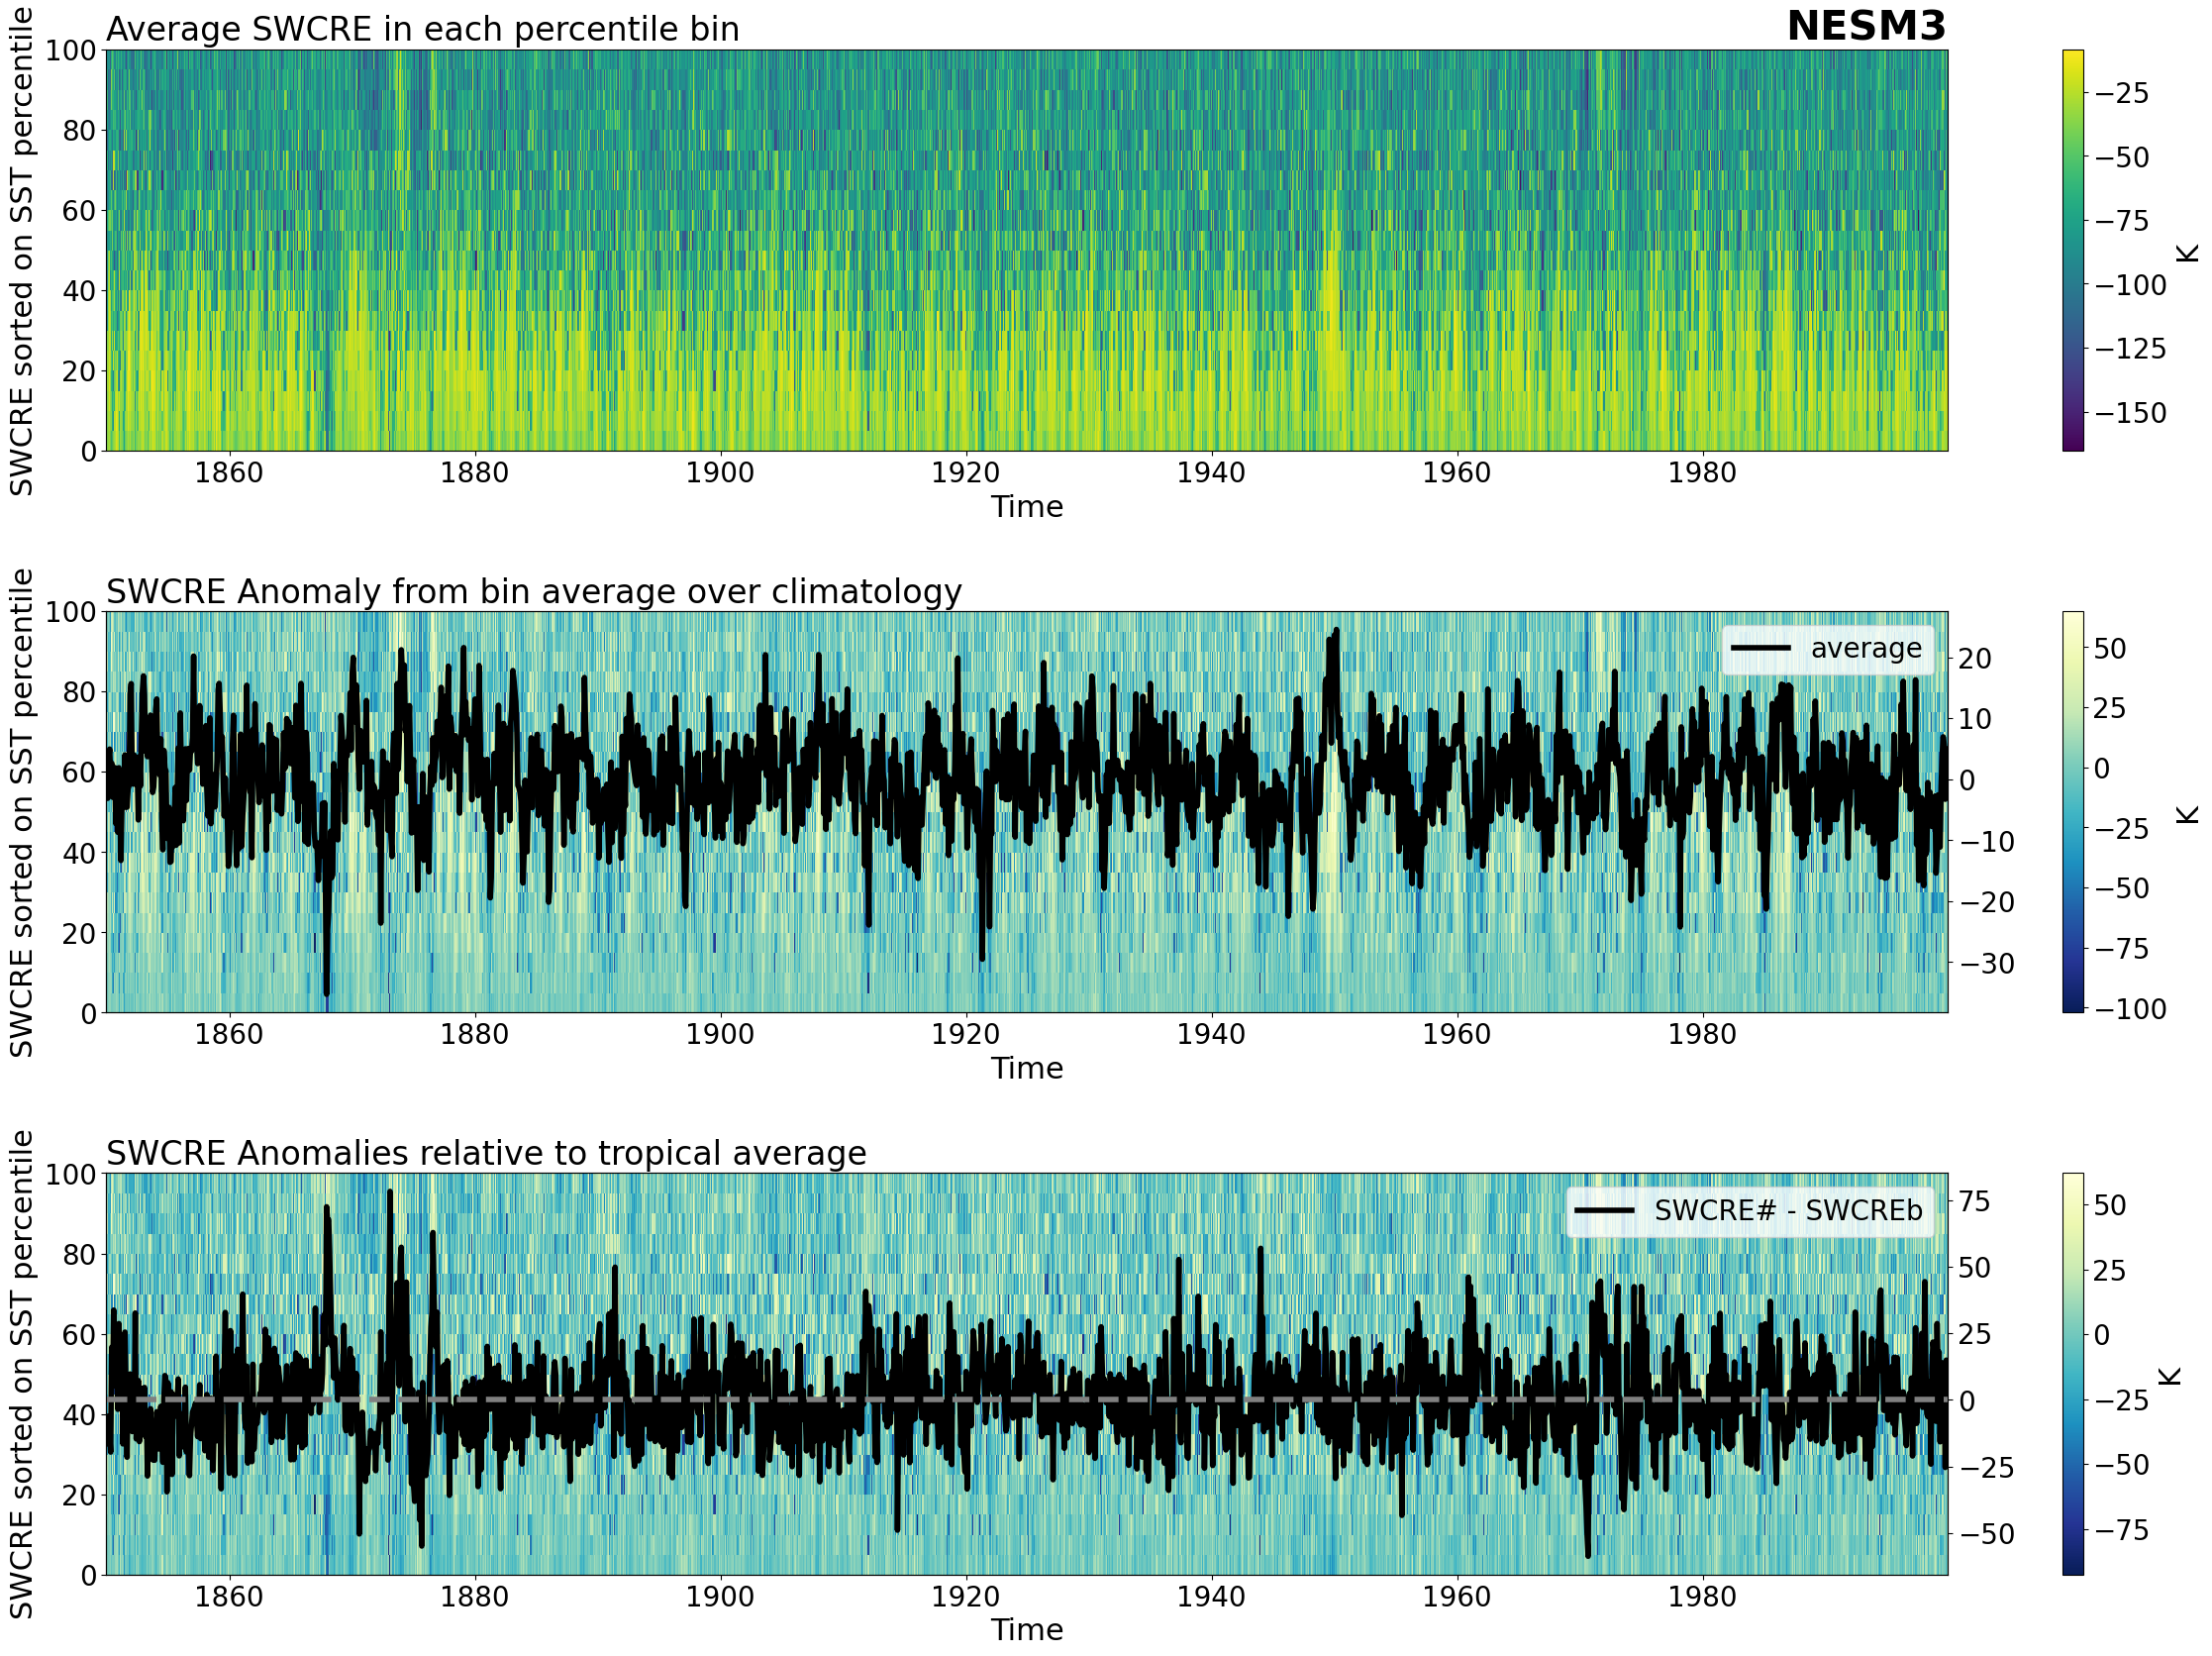 Average SWCRE in each percentile bin
NESM3
SWCRE sorted on SST percentile
100
80
60
40
20
0
1860 1880 1900 1920 1940 1960 1980
Time
−25
−50
−75
−100
−125
−150
K
SWCRE Anomaly from bin average over climatology
SWCRE sorted on SST percentile
100
80
60
40
20
0
average
20
10
0
−10
−20
−30
1860 1880 1900 1920 1940 1960 1980
Time
50
25
0
−25
−50
−75
−100
K
SWCRE Anomalies relative to tropical average
SWCRE sorted on SST percentile
100
80
60
40
20
0
SWCRE# - SWCREb
75
50
25
0
−25
−50
1860 1880 1900 1920 1940 1960 1980
Time
50
25
0
−25
−50
−75
K